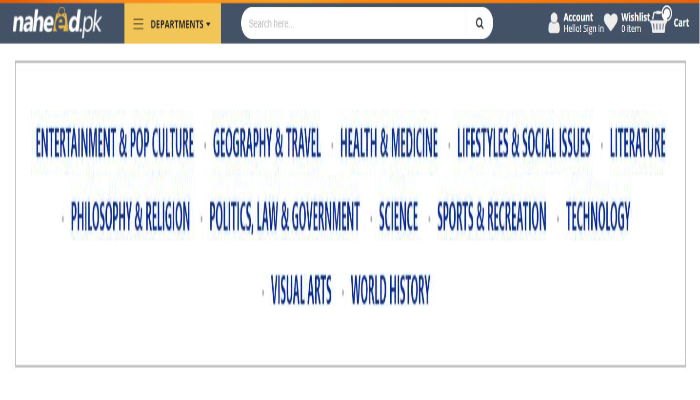 naheed.pk
DEPARTMENTS
Search here...
Account
Hello! Sign in
Wishlist
0 item
Cart
ENTERTAINMENT & POP CULTURE · GEOGRAPHY & TRAVEL · HEALTH & MEDICINE · LIFESTYLES & SOCIAL ISSUES · LITERATURE
· PHILOSOPHY & RELIGION · POLITICS, LAW & GOVERNMENT · SCIENCE · SPORTS & RECREATION · TECHNOLOGY
· VISUAL ARTS · WORLD HISTORY